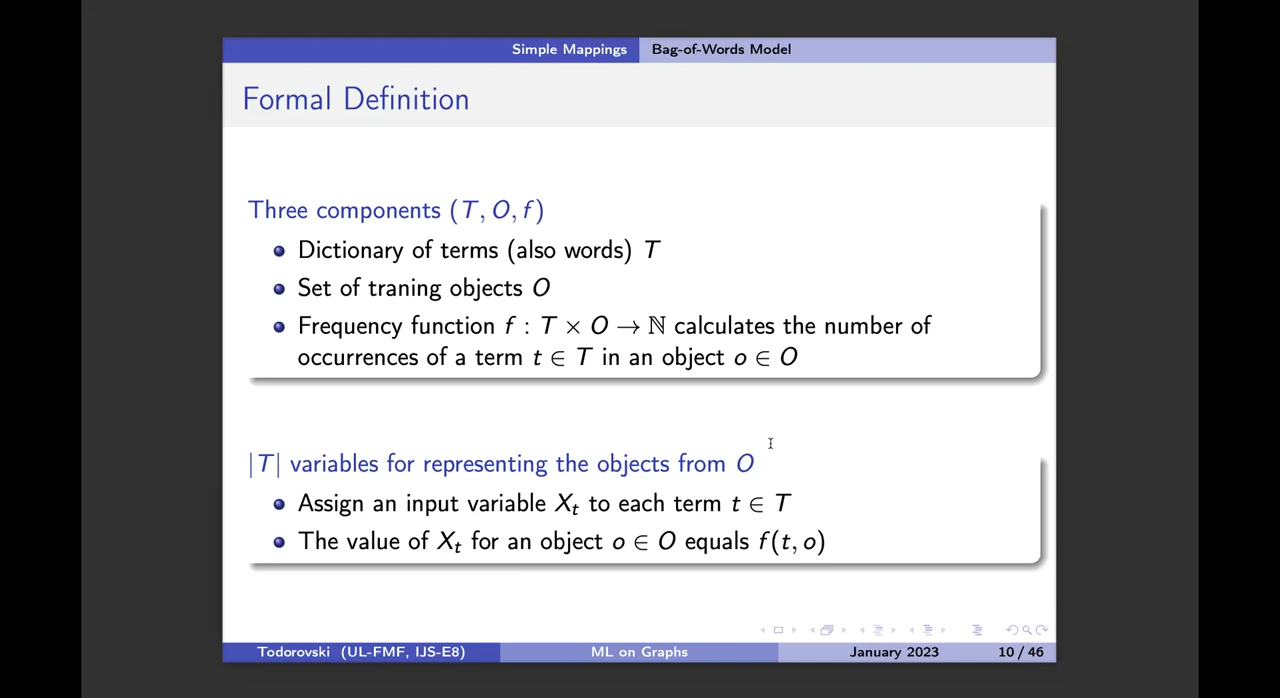 Simple Mappings Bag-of-Words Model
Formal Definition
Three components (T, O, f)
Dictionary of terms (also words) T
Set of traning objects O
Frequency function f : T × O → ℕ calculates the number of
occurrences of a term t ∈ T in an object o ∈ O
|T| variables for representing the objects from O
Assign an input variable Xₜ to each term t ∈ T
The value of Xₜ for an object o ∈ O equals f(t, o)
Todorovski (UL-FMF, IJS-E8) ML on Graphs January 2023 10 / 46